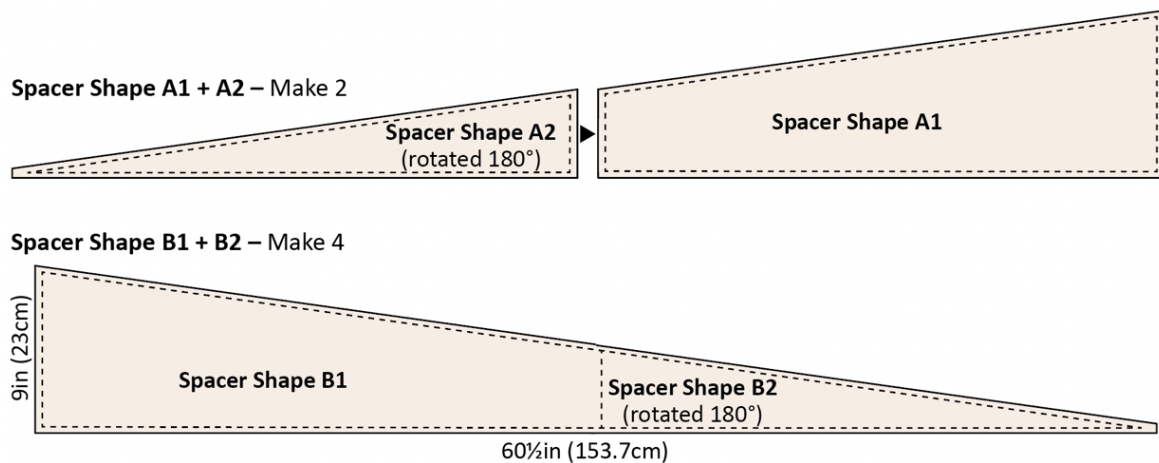 Spacer Shape A1 + A2 – Make 2
Spacer Shape A2
(rotated 180°)
Spacer Shape A1
Spacer Shape B1 + B2 – Make 4
9in (23cm)
Spacer Shape B1
Spacer Shape B2
(rotated 180°)
60½in (153.7cm)